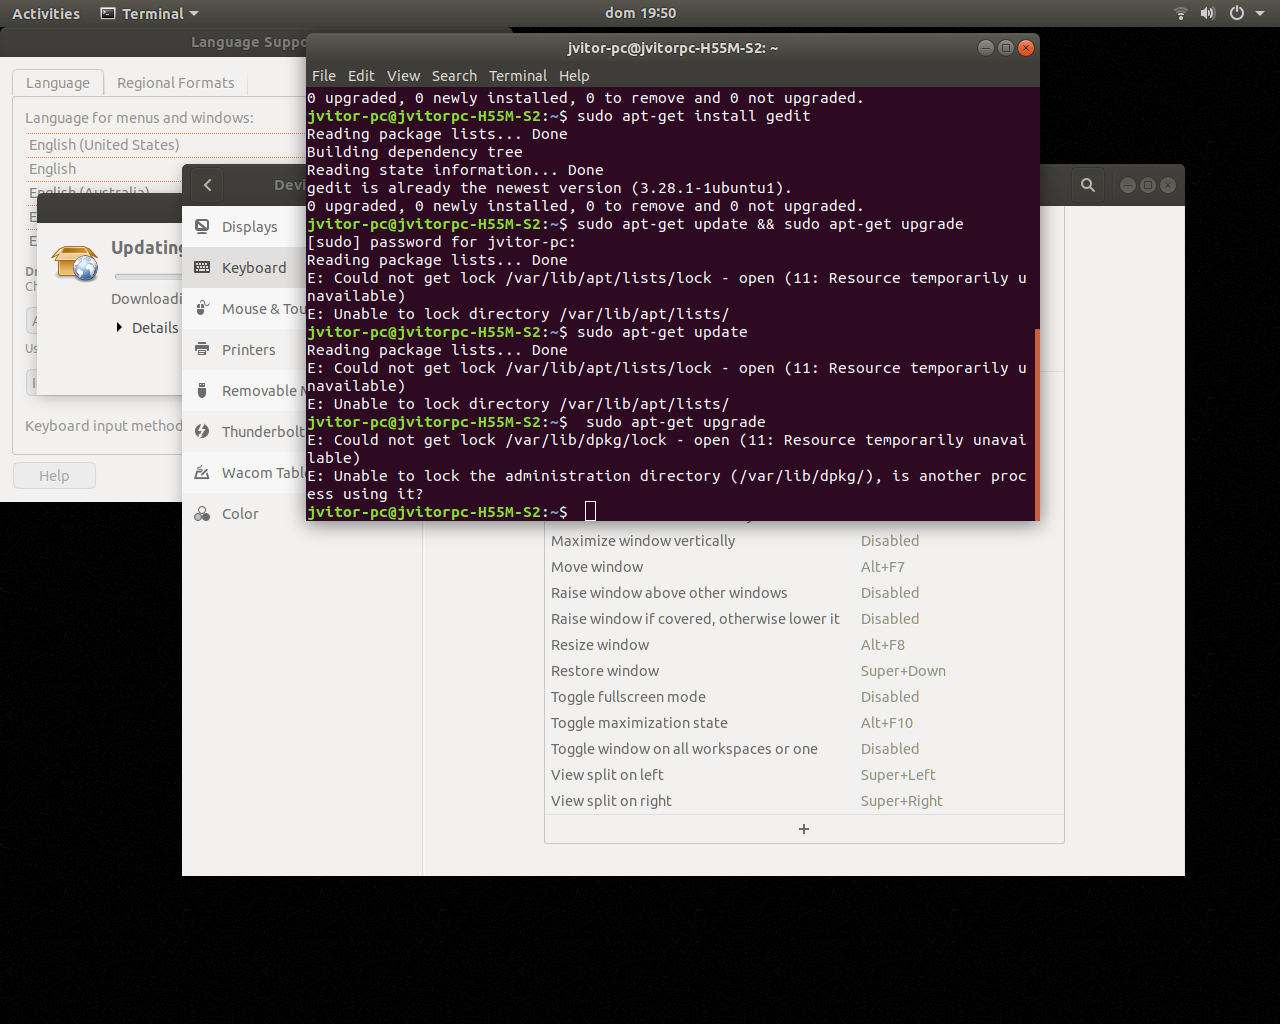 Activities
Terminal
dom 19:50
Language Suppo
Language
Regional Formats
Language for menus and windows:
English (United States)
English
English (Australia)
E
E
Dr
Ch
A
Us
I
Keyboard input method
Help
Updating
Downloadi
Details
Devi
Displays
Keyboard
Mouse & Tou
Printers
Removable M
Thunderbolt
Wacom Table
Color
jvitor-pc@jvitorpc-H55M-S2: ~
File Edit View Search Terminal Help
0 upgraded, 0 newly installed, 0 to remove and 0 not upgraded.
jvitor-pc@jvitorpc-H55M-S2:~$ sudo apt-get install gedit
Reading package lists... Done
Building dependency tree
Reading state information... Done
gedit is already the newest version (3.28.1-1ubuntu1).
0 upgraded, 0 newly installed, 0 to remove and 0 not upgraded.
jvitor-pc@jvitorpc-H55M-S2:~$ sudo apt-get update && sudo apt-get upgrade
[sudo] password for jvitor-pc:
Reading package lists... Done
E: Could not get lock /var/lib/apt/lists/lock - open (11: Resource temporarily u
navailable)
E: Unable to lock directory /var/lib/apt/lists/
jvitor-pc@jvitorpc-H55M-S2:~$ sudo apt-get update
Reading package lists... Done
E: Could not get lock /var/lib/apt/lists/lock - open (11: Resource temporarily u
navailable)
E: Unable to lock directory /var/lib/apt/lists/
jvitor-pc@jvitorpc-H55M-S2:~$  sudo apt-get upgrade
E: Could not get lock /var/lib/dpkg/lock - open (11: Resource temporarily unavai
lable)
E: Unable to lock the administration directory (/var/lib/dpkg/), is another proc
ess using it?
jvitor-pc@jvitorpc-H55M-S2:~$
Maximize window vertically Disabled
Move window Alt+F7
Raise window above other windows Disabled
Raise window if covered, otherwise lower it Disabled
Resize window Alt+F8
Restore window Super+Down
Toggle fullscreen mode Disabled
Toggle maximization state Alt+F10
Toggle window on all workspaces or one Disabled
View split on left Super+Left
View split on right Super+Right
+